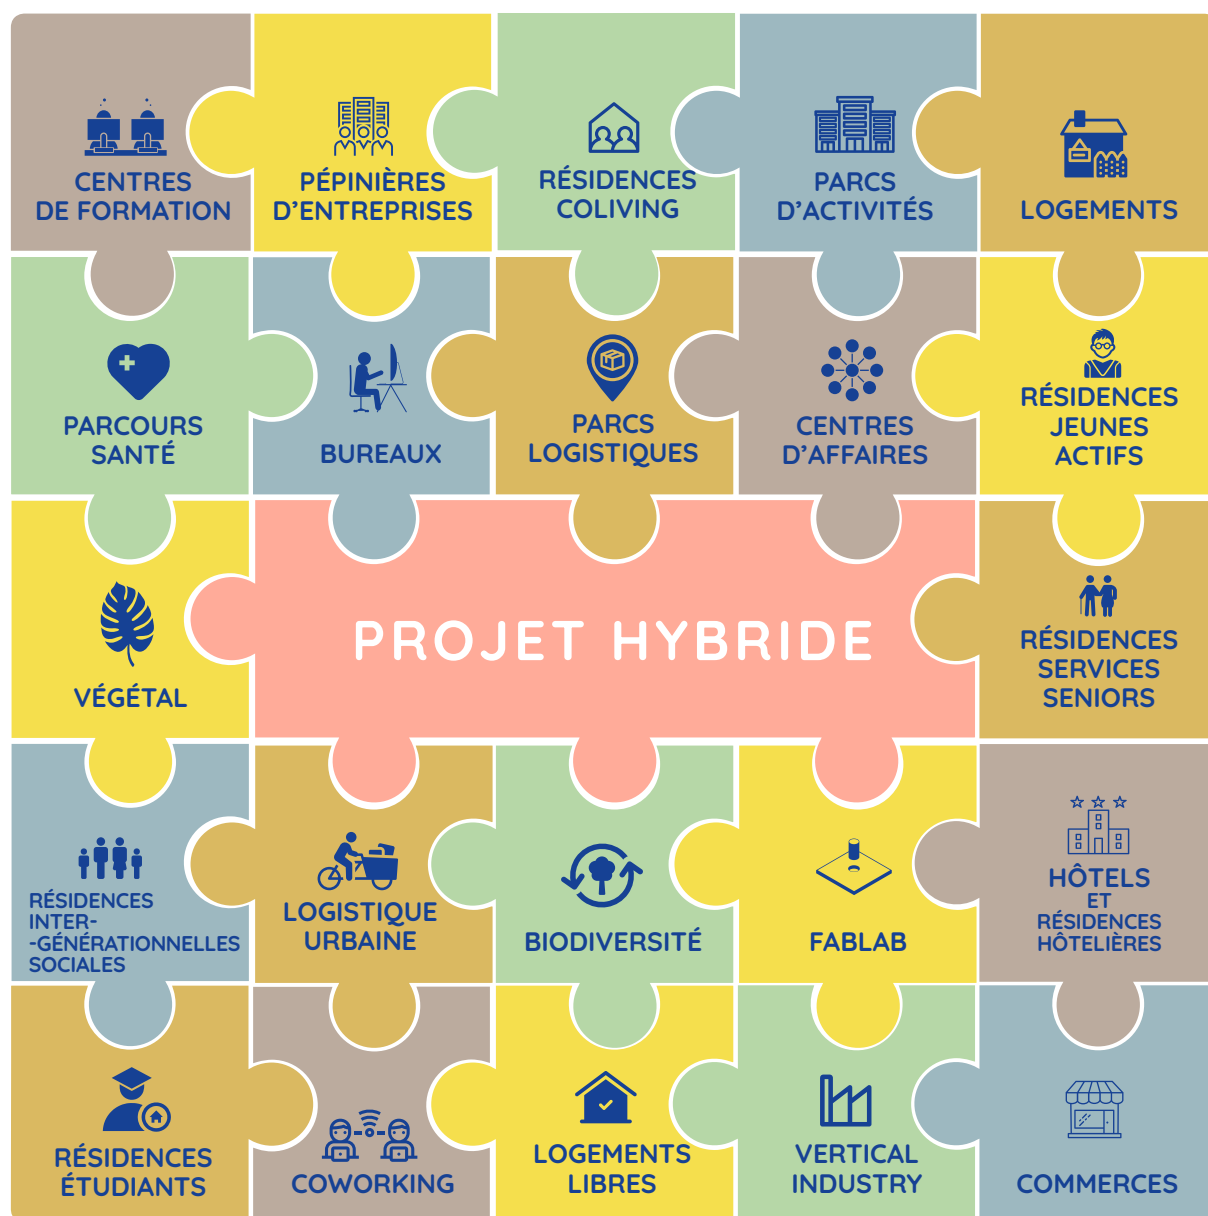 CENTRES
DE FORMATION
PÉPINIÈRES
D’ENTREPRISES
RÉSIDENCES
COLIVING
PARCS
D’ACTIVITÉS
LOGEMENTS
PARCOURS
SANTÉ
BUREAUX
PARCS
LOGISTIQUES
CENTRES
D’AFFAIRES
RÉSIDENCES
JEUNES
ACTIFS
VÉGÉTAL
PROJET HYBRIDE
RÉSIDENCES
SERVICES
SENIORS
RÉSIDENCES
INTER-
-GÉNÉRATIONNELLES
SOCIALES
LOGISTIQUE
URBAINE
BIODIVERSITÉ
FABLAB
HÔTELS
ET
RÉSIDENCES
HÔTELIÈRES
RÉSIDENCES
ÉTUDIANTS
COWORKING
LOGEMENTS
LIBRES
VERTICAL
INDUSTRY
COMMERCES